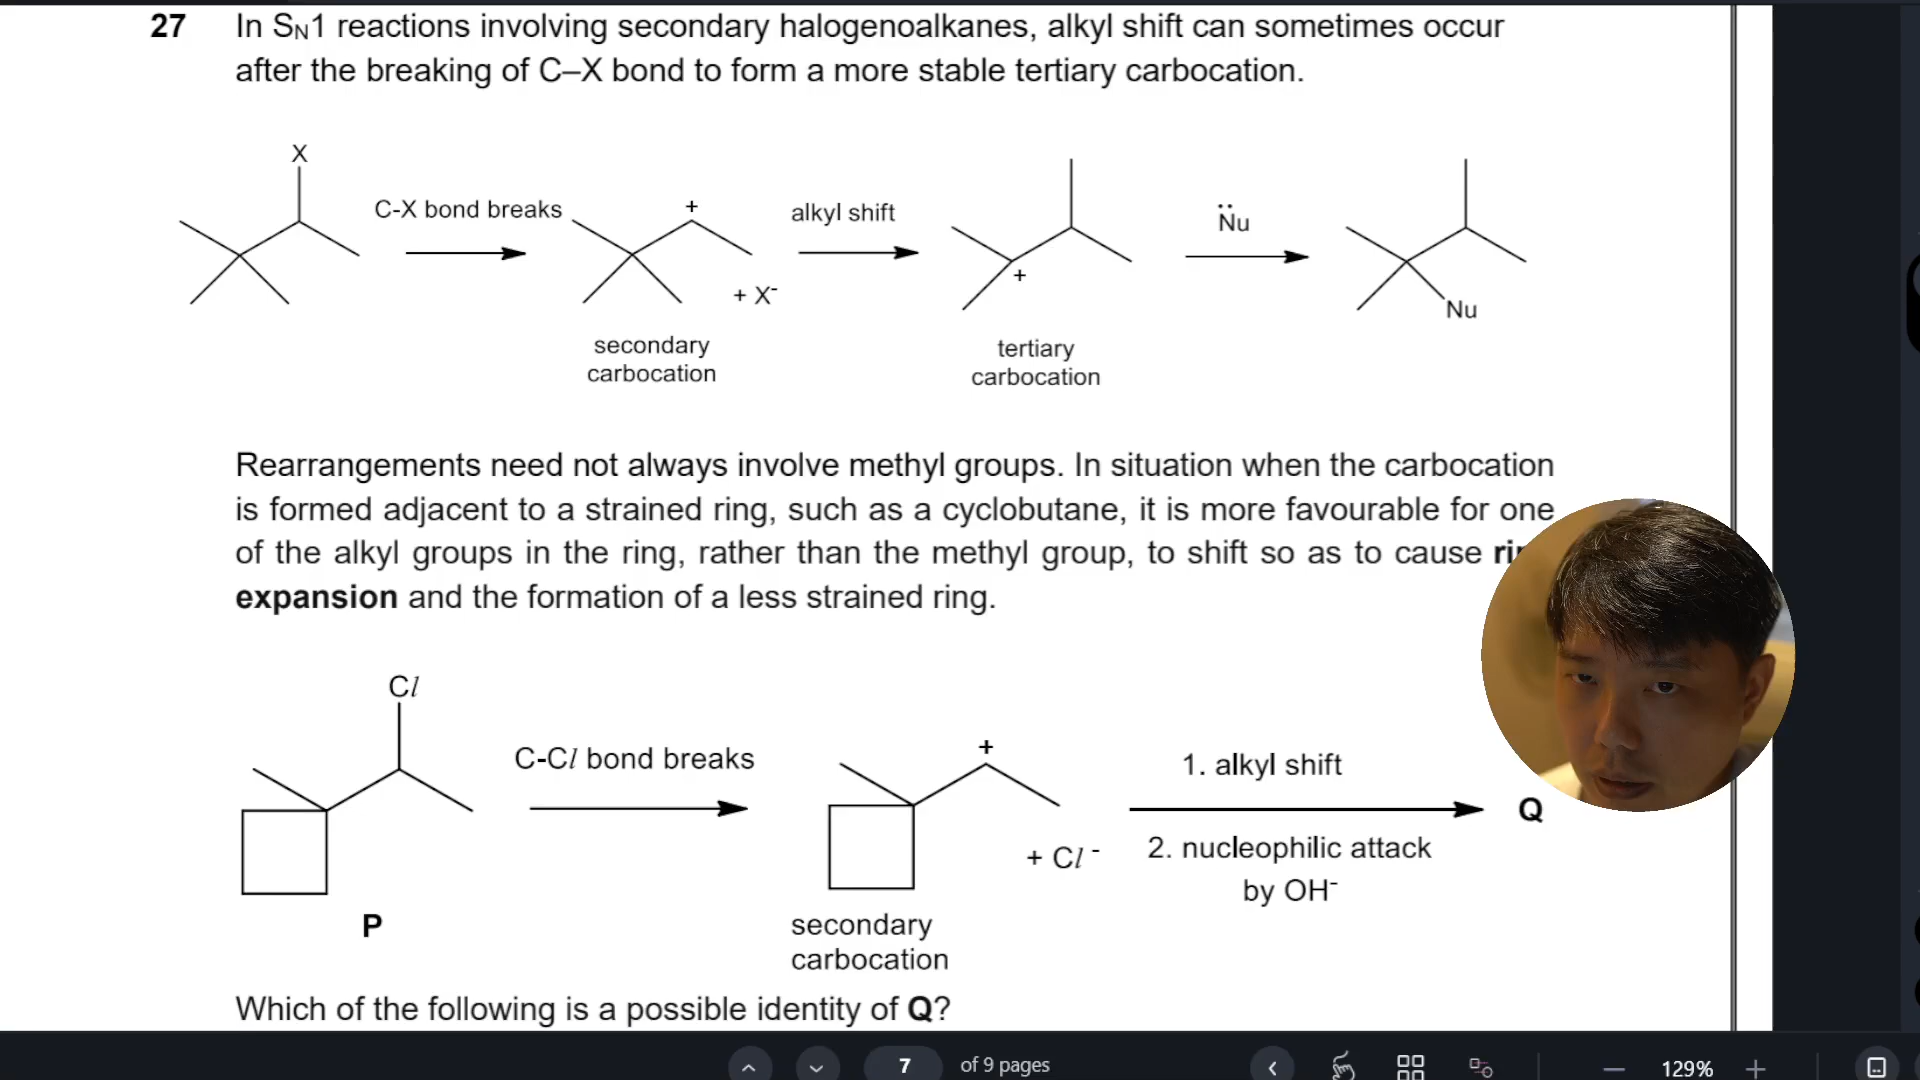 27 In SN1 reactions involving secondary halogenoalkanes, alkyl shift can sometimes occur
after the breaking of C–X bond to form a more stable tertiary carbocation.
X
C-X bond breaks
+
+ X-
secondary
carbocation
alkyl shift
+
tertiary
carbocation
N̈u
Nu
Rearrangements need not always involve methyl groups. In situation when the carbocation
is formed adjacent to a strained ring, such as a cyclobutane, it is more favourable for one
of the alkyl groups in the ring, rather than the methyl group, to shift so as to cause
expansion and the formation of a less strained ring.
Cl
P
C-Cl bond breaks
+
+ Cl -
secondary
carbocation
1. alkyl shift
2. nucleophilic attack
by OH-
Q
Which of the following is a possible identity of Q?
7 of 9 pages
129%